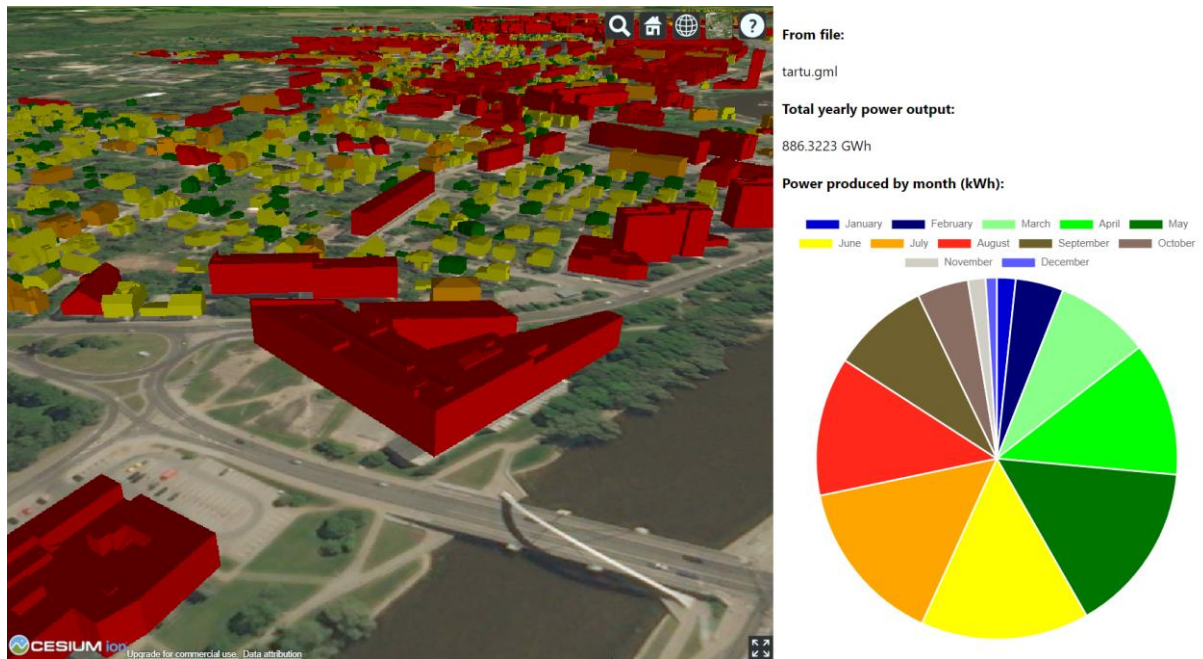 ?
From file:
tartu.gml
Total yearly power output:
886.3223 GWh
Power produced by month (kWh):
January February March April May
June July August September October
November December
CESIUM ion
Upgrade for commercial use. Data attribution